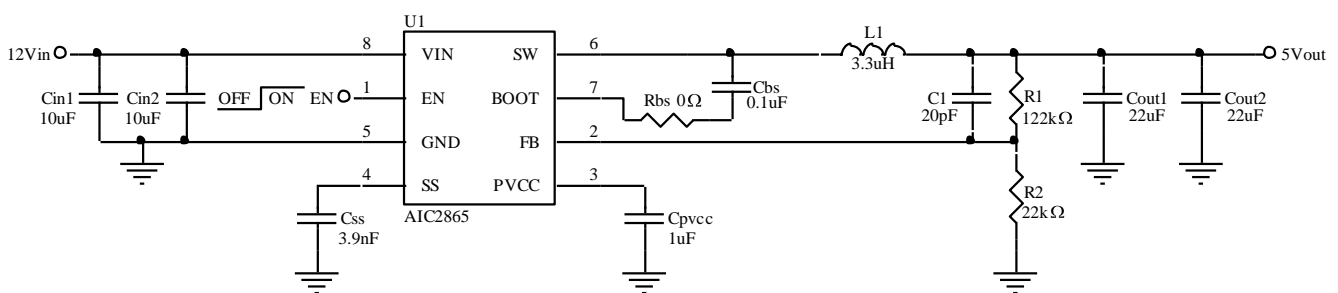 U1
12Vin
8
VIN
SW
6
L1
3.3uH
5Vout
Cin1
10uF
Cin2
10uF
OFF
ON
EN
1
EN
BOOT
7
Rbs 0Ω
Cbs
0.1uF
C1
20pF
R1
122kΩ
Cout1
22uF
Cout2
22uF
5
GND
FB
2
4
SS
PVCC
3
R2
22kΩ
Css
3.9nF
AIC2865
Cpvcc
1uF